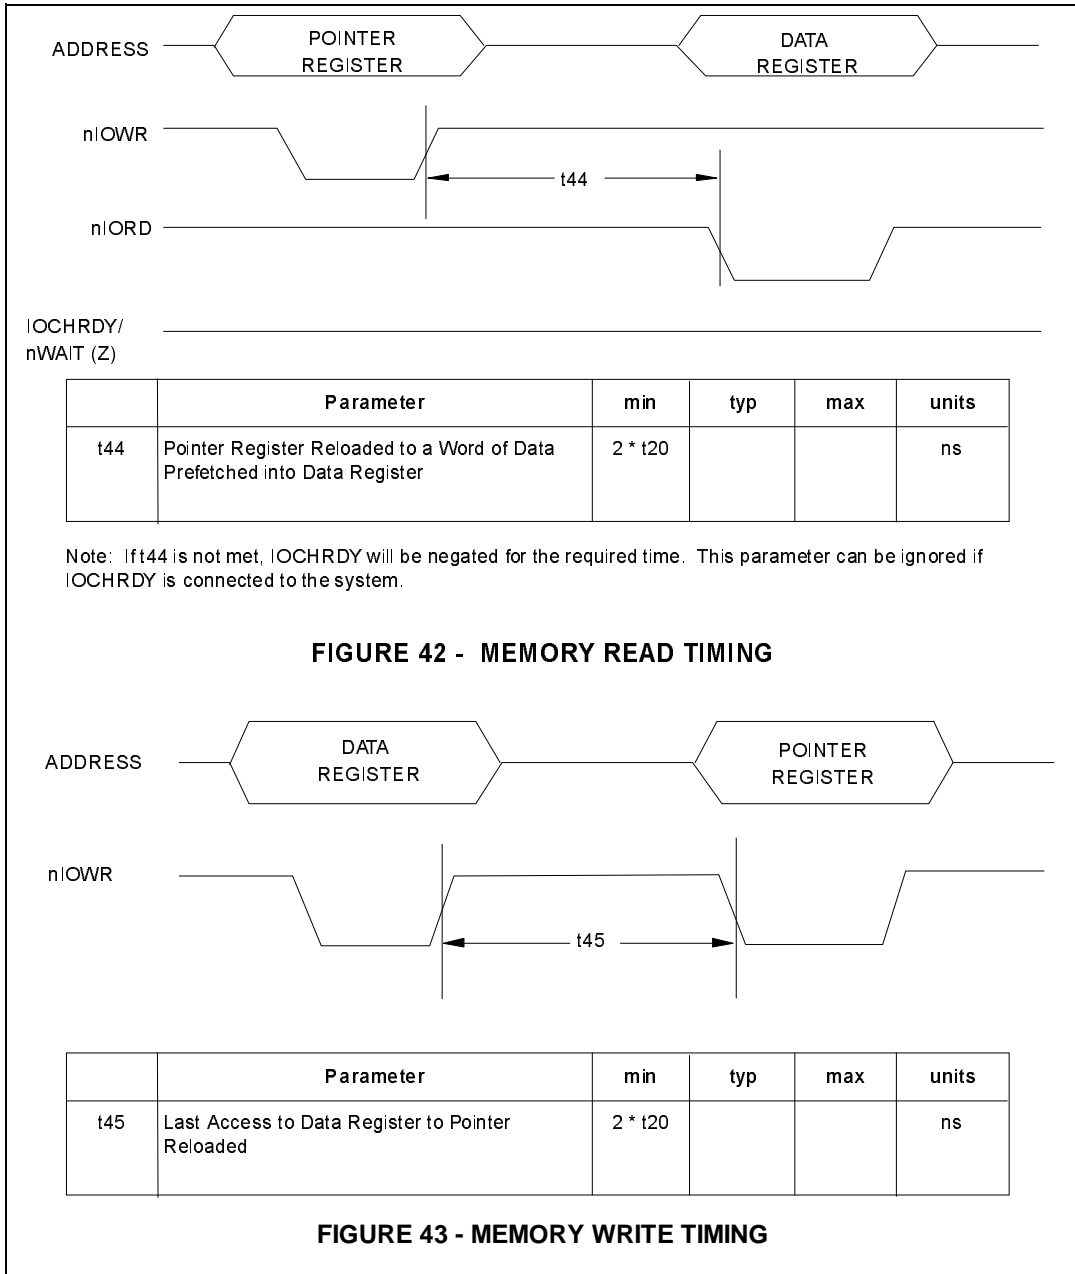 ADDRESS
POINTER
REGISTER
DATA
REGISTER
nIOWR
t44
nIORD
IOCHRDY/
nWAIT (Z)
Parameter min typ max units
t44 Pointer Register Reloaded to a Word of Data 2 * t20 ns
Prefetched into Data Register
Note: If t44 is not met, IOCHRDY will be negated for the required time. This parameter can be ignored if
IOCHRDY is connected to the system.
FIGURE 42 - MEMORY READ TIMING
ADDRESS
DATA
REGISTER
POINTER
REGISTER
nIOWR
t45
Parameter min typ max units
t45 Last Access to Data Register to Pointer 2 * t20 ns
Reloaded
FIGURE 43 - MEMORY WRITE TIMING